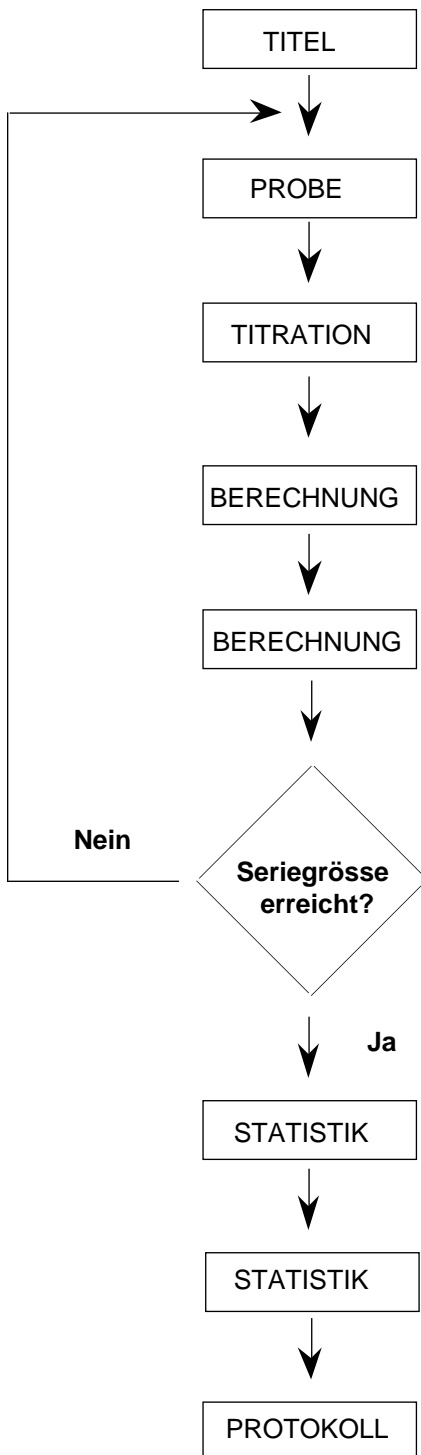 TITEL
PROBE
TITRATION
BERECHNUNG
BERECHNUNG
Nein
Seriegrösse
erreicht?
Ja
STATISTIK
STATISTIK
PROTOKOLL